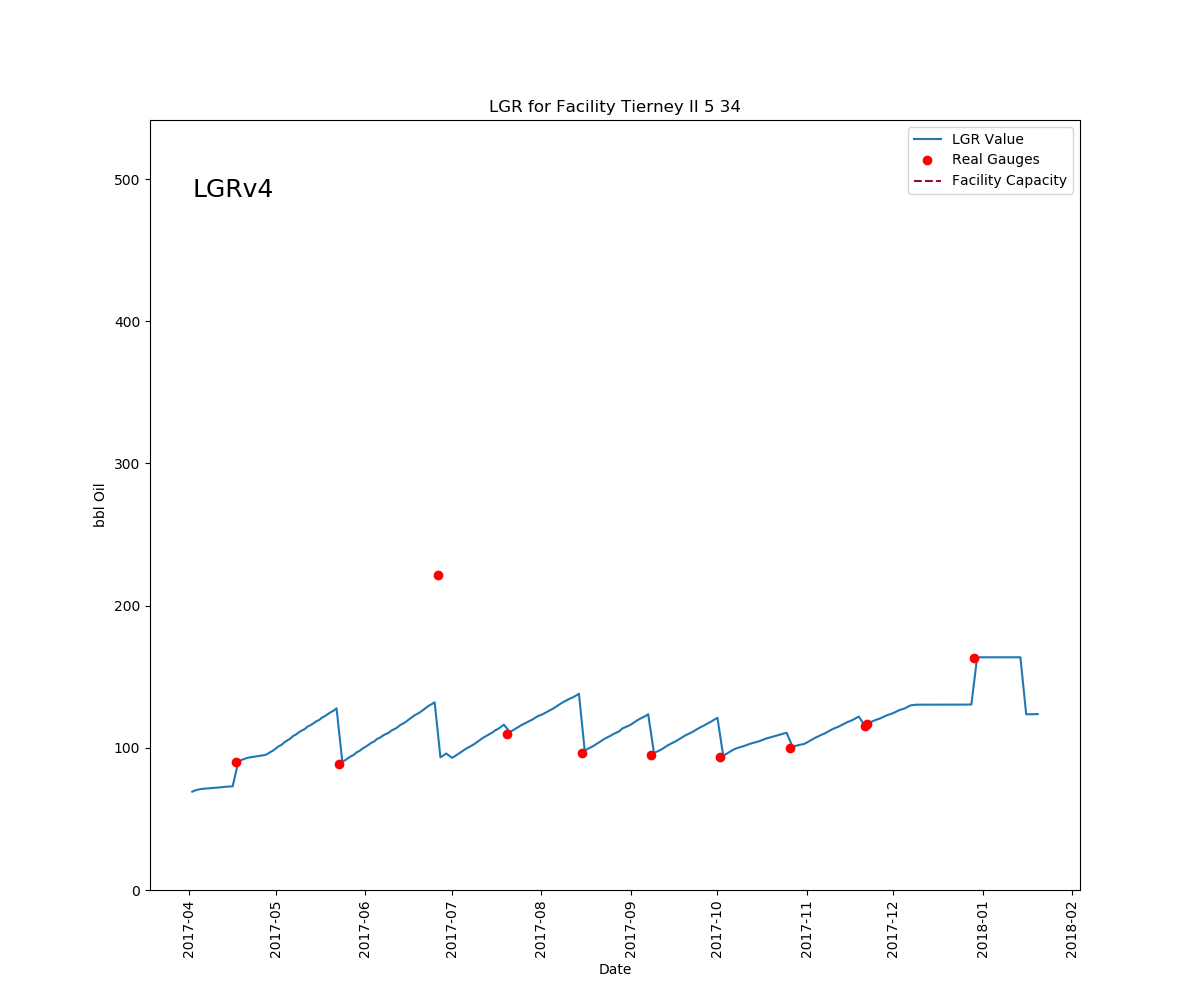 LGR for Facility Tierney II 5 34
LGRv4
LGR Value
Real Gauges
Facility Capacity
500
400
300
200
100
0
bbl Oil
2017-04
2017-05
2017-06
2017-07
2017-08
2017-09
2017-10
2017-11
2017-12
2018-01
2018-02
Date